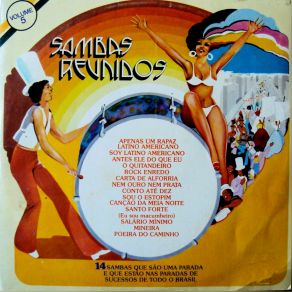 VOLUME
5
SAMBAS
REUNIDOS
APENAS UM RAPAZ
LATINO AMERICANO
SOY LATINO AMERICANO
ANTES ELE DO QUE EU
O QUITANDEIRO
ROCK ENREDO
CARTA DE ALFORRIA
NEM OURO NEM PRATA
CONTO ATÉ DEZ
SOU O ESTOPIM
CANÇÃO DA MEIA NOITE
SANTO FORTE
(Eu sou macumbeiro)
SALÁRIO MÍNIMO
MINEIRA
POEIRA DO CAMINHO
14 SAMBAS QUE SÃO UMA PARADA
E QUE ESTÃO NAS PARADAS DE
SUCESSOS DE TODO O BRASIL